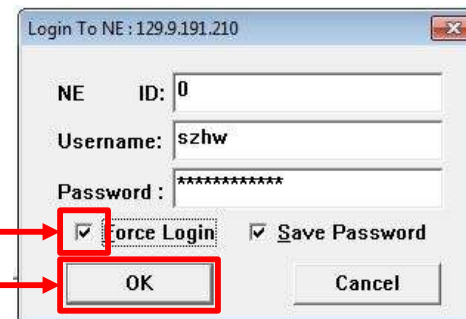 Login To NE : 129.9.191.210
NE ID: 0
Username: szhw
Password : ************
Force Login Save Password
OK Cancel